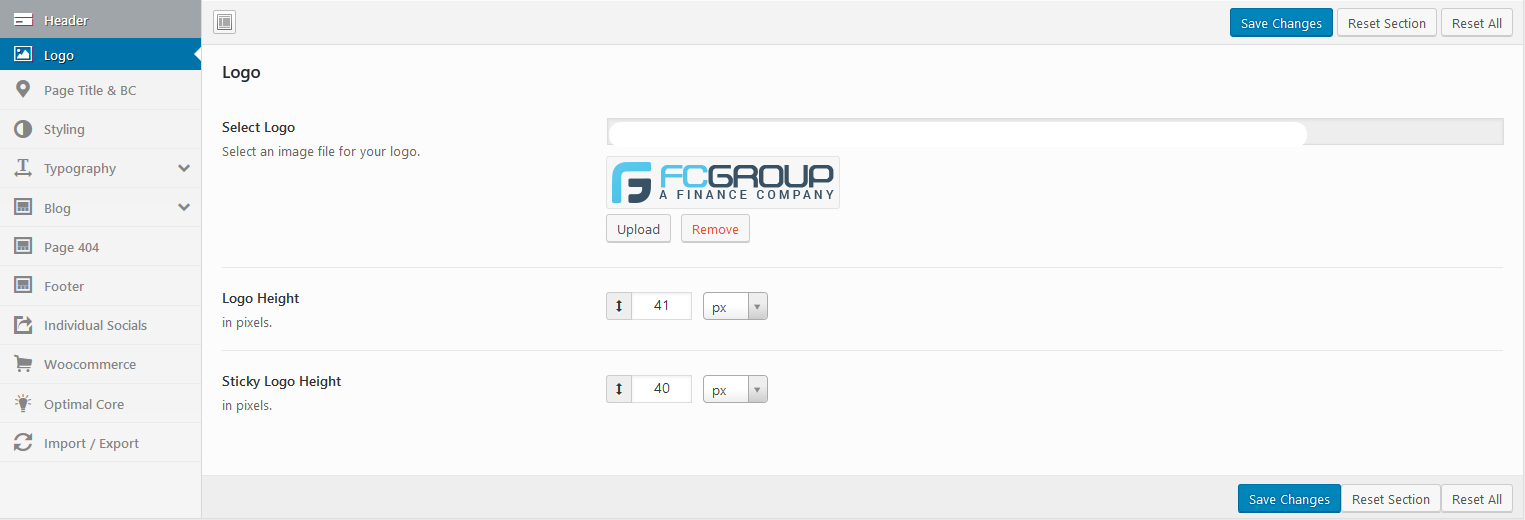 Header
Logo
Page Title & BC
Styling
Typography
Blog
Page 404
Footer
Individual Socials
Woocommerce
Optimal Core
Import / Export
Save Changes Reset Section Reset All
Logo
Select Logo
Select an image file for your logo.
FCGROUP
A FINANCE COMPANY
Upload Remove
Logo Height
in pixels.
41 px
Sticky Logo Height
in pixels.
40 px
Save Changes Reset Section Reset All